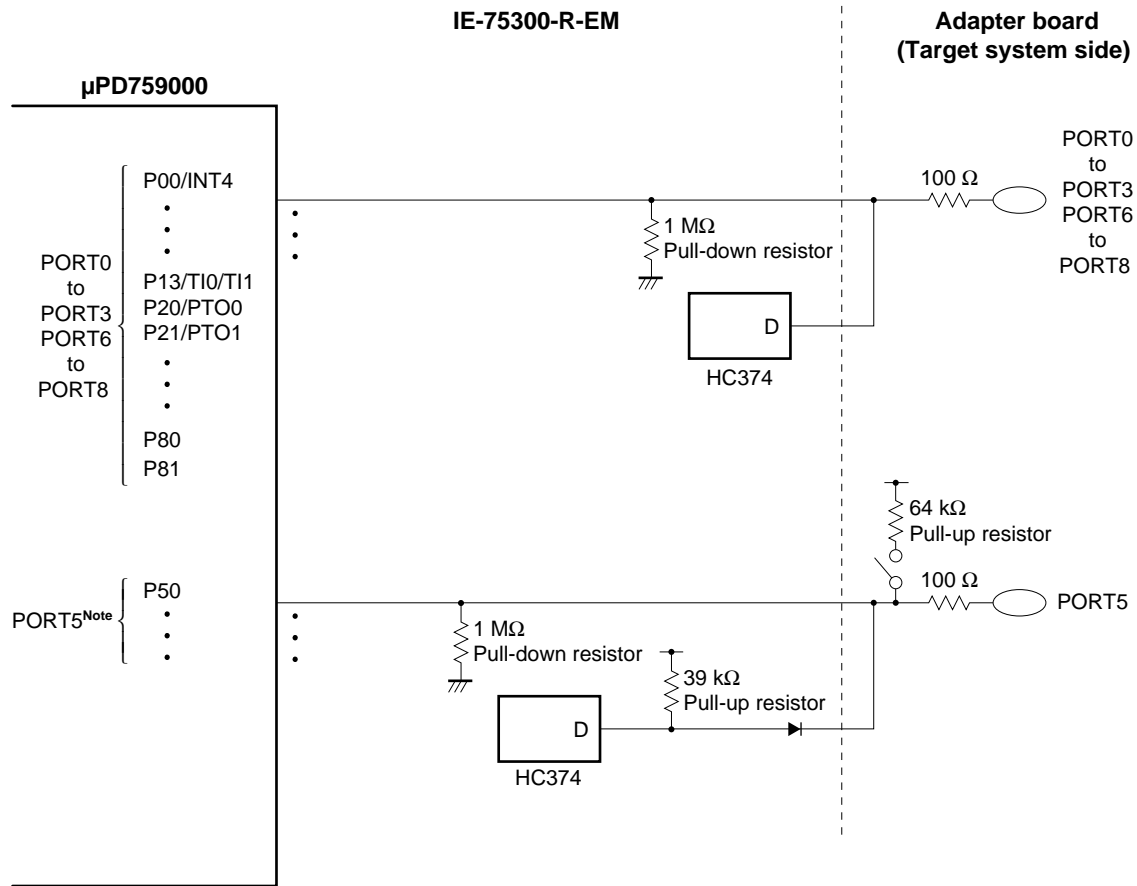 IE-75300-R-EM
Adapter board
(Target system side)
µPD759000
PORT0
to
PORT3
PORT6
to
PORT8
P00/INT4
P13/TI0/TI1
P20/PTO0
P21/PTO1
P80
P81
1 MΩ
Pull-down resistor
D
HC374
100 Ω
PORT0
to
PORT3
PORT6
to
PORT8
64 kΩ
Pull-up resistor
100 Ω
PORT5
PORT5Note
P50
1 MΩ
Pull-down resistor
39 kΩ
Pull-up resistor
D
HC374